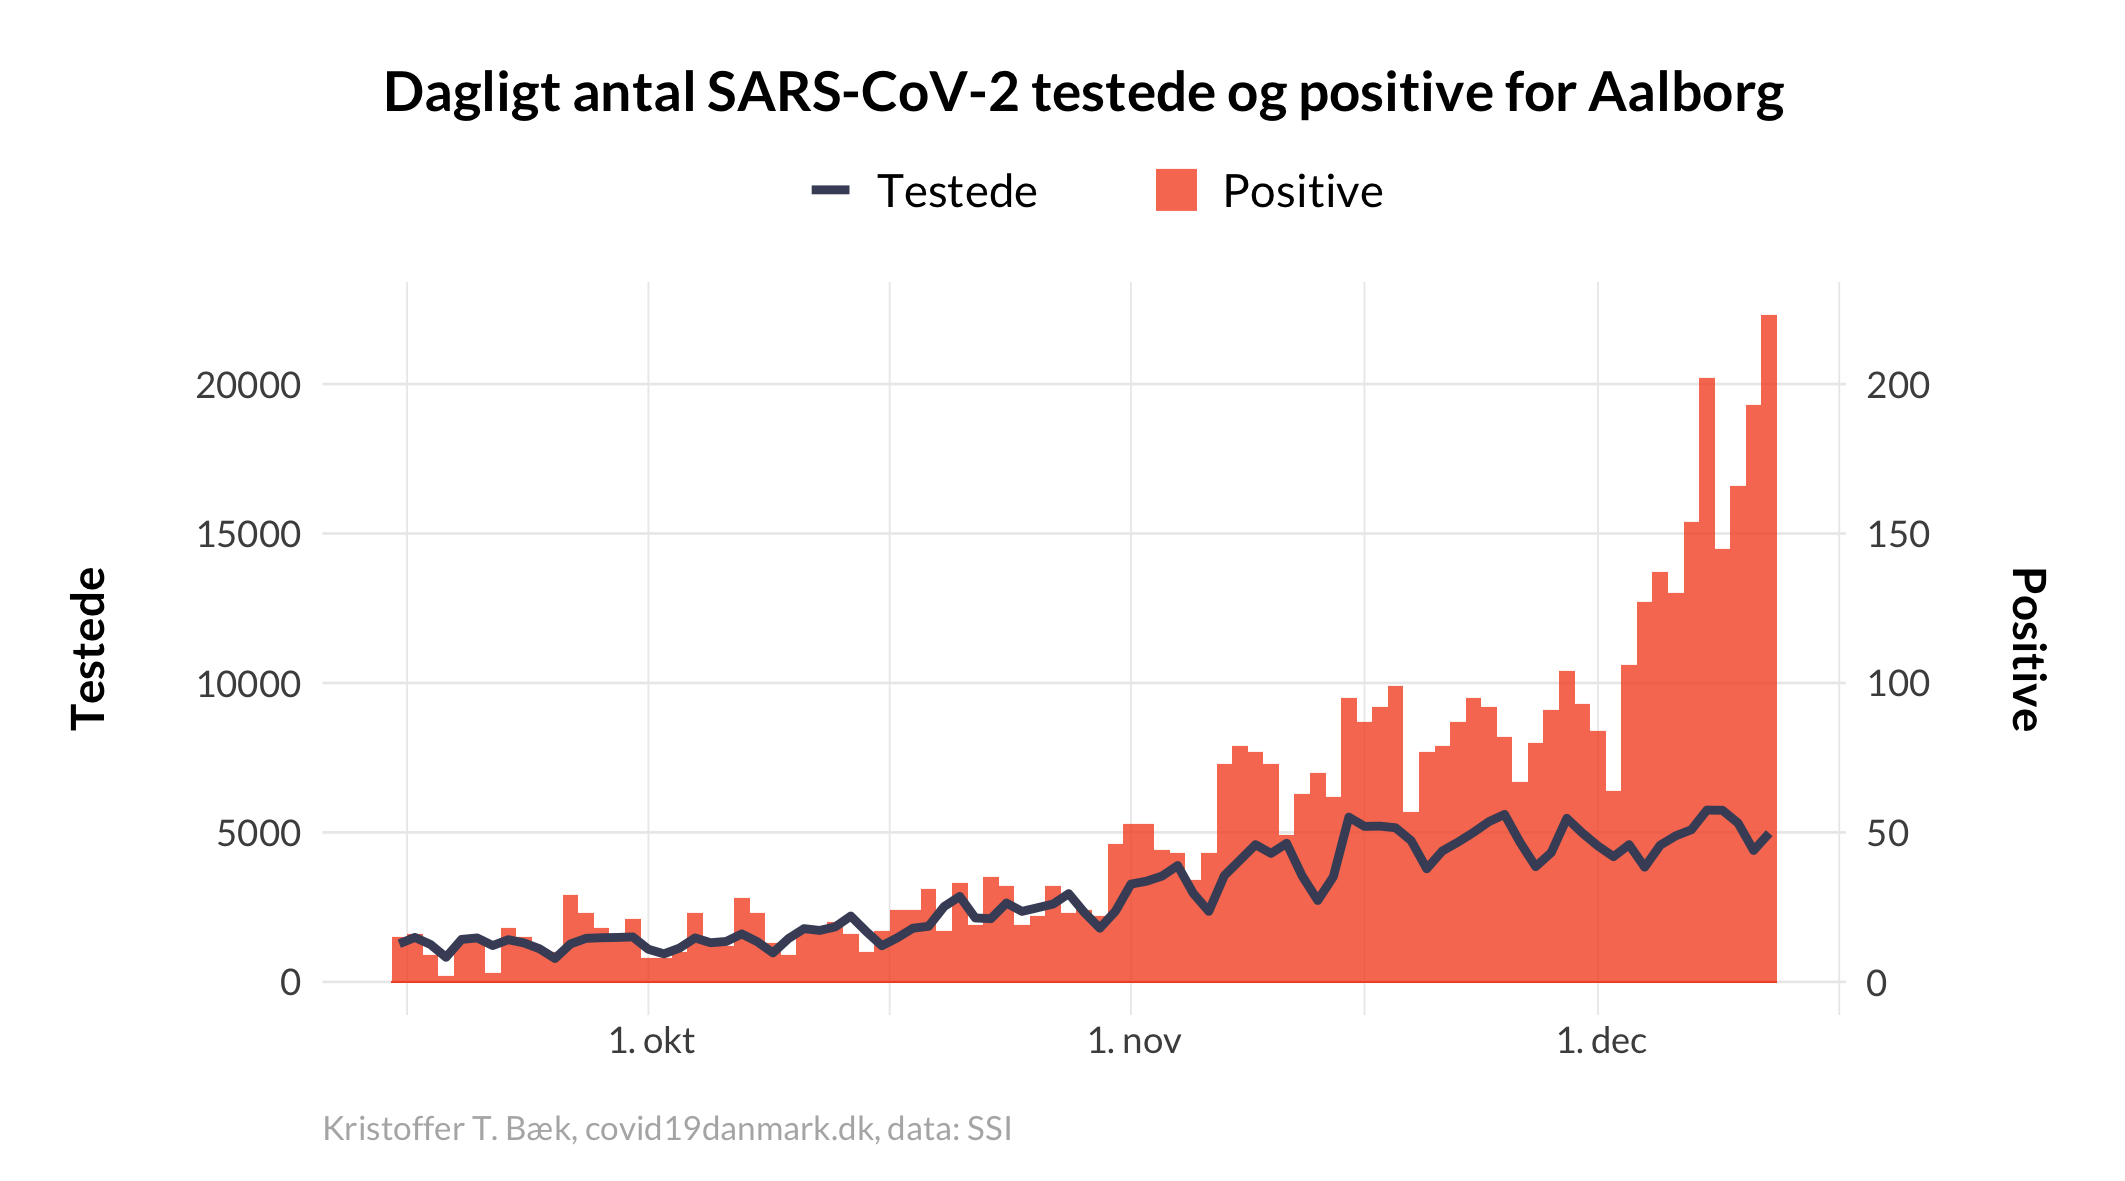 Dagligt antal SARS-CoV-2 testede og positive for Aalborg
Testede
Positive
Testede
20000
15000
10000
5000
0
200
150
100
50
0
Positive
1. okt
1. nov
1. dec
Kristoffer T. Bæk, covid19danmark.dk, data: SSI